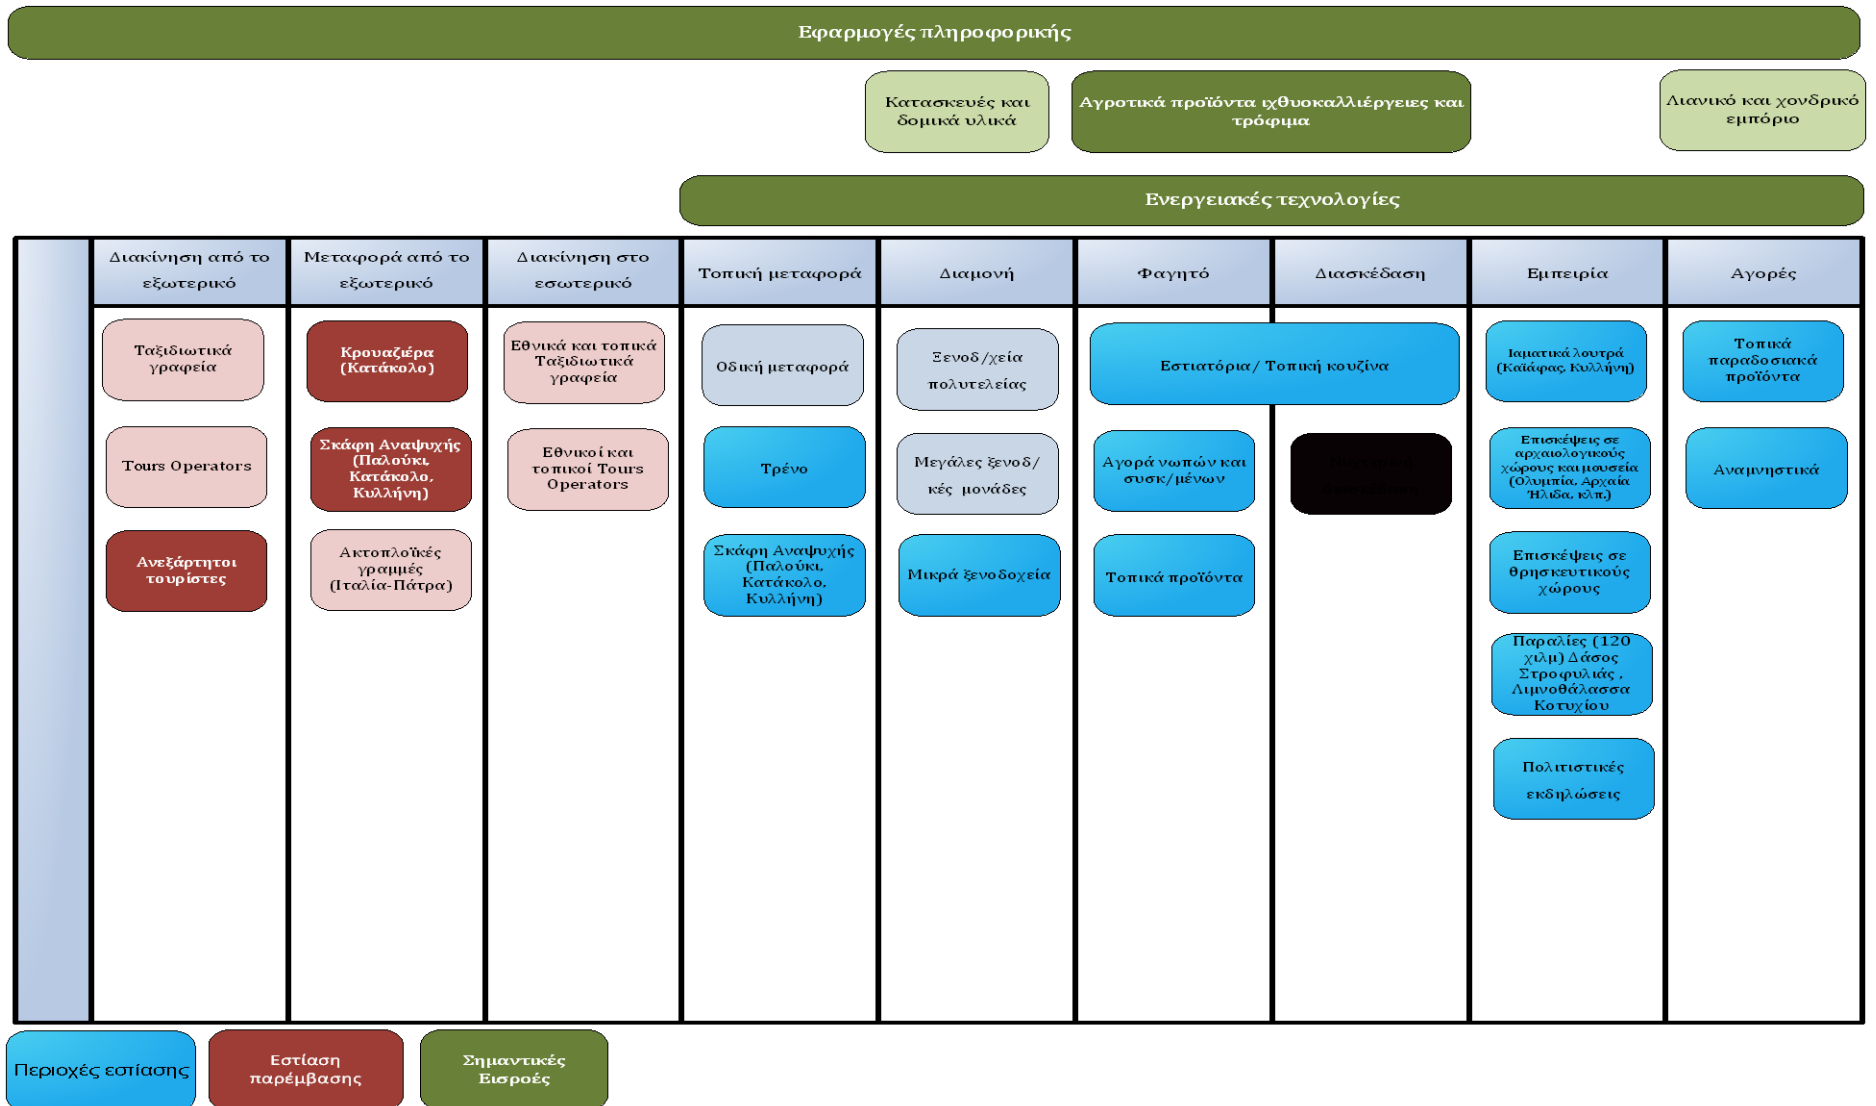 Εφαρμογές πληροφορικής
Κατασκευές και
δομικά υλικά
Αγροτικά προϊόντα ιχθυοκαλλιέργειες και
τρόφιμα
Λιανικό και χονδρικό
εμπόριο
Ενεργειακές τεχνολογίες
Διακίνηση από το
εξωτερικό
Μεταφορά από το
εξωτερικό
Διακίνηση στο
εσωτερικό
Τοπική μεταφορά
Διαμονή
Φαγητό
Διασκέδαση
Εμπειρία
Αγορές
Ταξιδιωτικά
γραφεία
Tours Operators
Ανεξάρτητοι
τουρίστες
Κρουαζιέρα
(Κατάκολο)
Σκάφη Αναψυχής
(Παλούκι,
Κατάκολο,
Κυλλήνη)
Ακτοπλοϊκές
γραμμές
(Ιταλία-Πάτρα)
Εθνικά και τοπικά
Ταξιδιωτικά
γραφεία
Εθνικοί και
τοπικοί Tours
Operators
Οδική μεταφορά
Τρένο
Σκάφη Αναψυχής
(Παλούκι,
Κατάκολο,
Κυλλήνη)
Ξενοδ/χεία
πολυτελείας
Μεγάλες ξενοδ/
κές μονάδες
Μικρά ξενοδοχεία
Εστιατόρια/ Τοπική κουζίνα
Αγορά νωπών και
συσκ/μένων
Τοπικά προϊόντα
Ιαματικά λουτρά
(Καϊάφας, Κυλλήνη)
Επισκέψεις σε
αρχαιολογικούς
χώρους και μουσεία
(Ολυμπία, Αρχαία
Ήλιδα, κλπ.)
Επισκέψεις σε
θρησκευτικούς
χώρους
Παραλίες (120
χιλμ) Δάσος
Στροφυλιάς ,
Λιμνοθάλασσα
Κοτυχίου
Πολιτιστικές
εκδηλώσεις
Τοπικά
παραδοσιακά
προϊόντα
Αναμνηστικά
Περιοχές εστίασης
Εστίαση
παρέμβασης
Σημαντικές
Εισροές